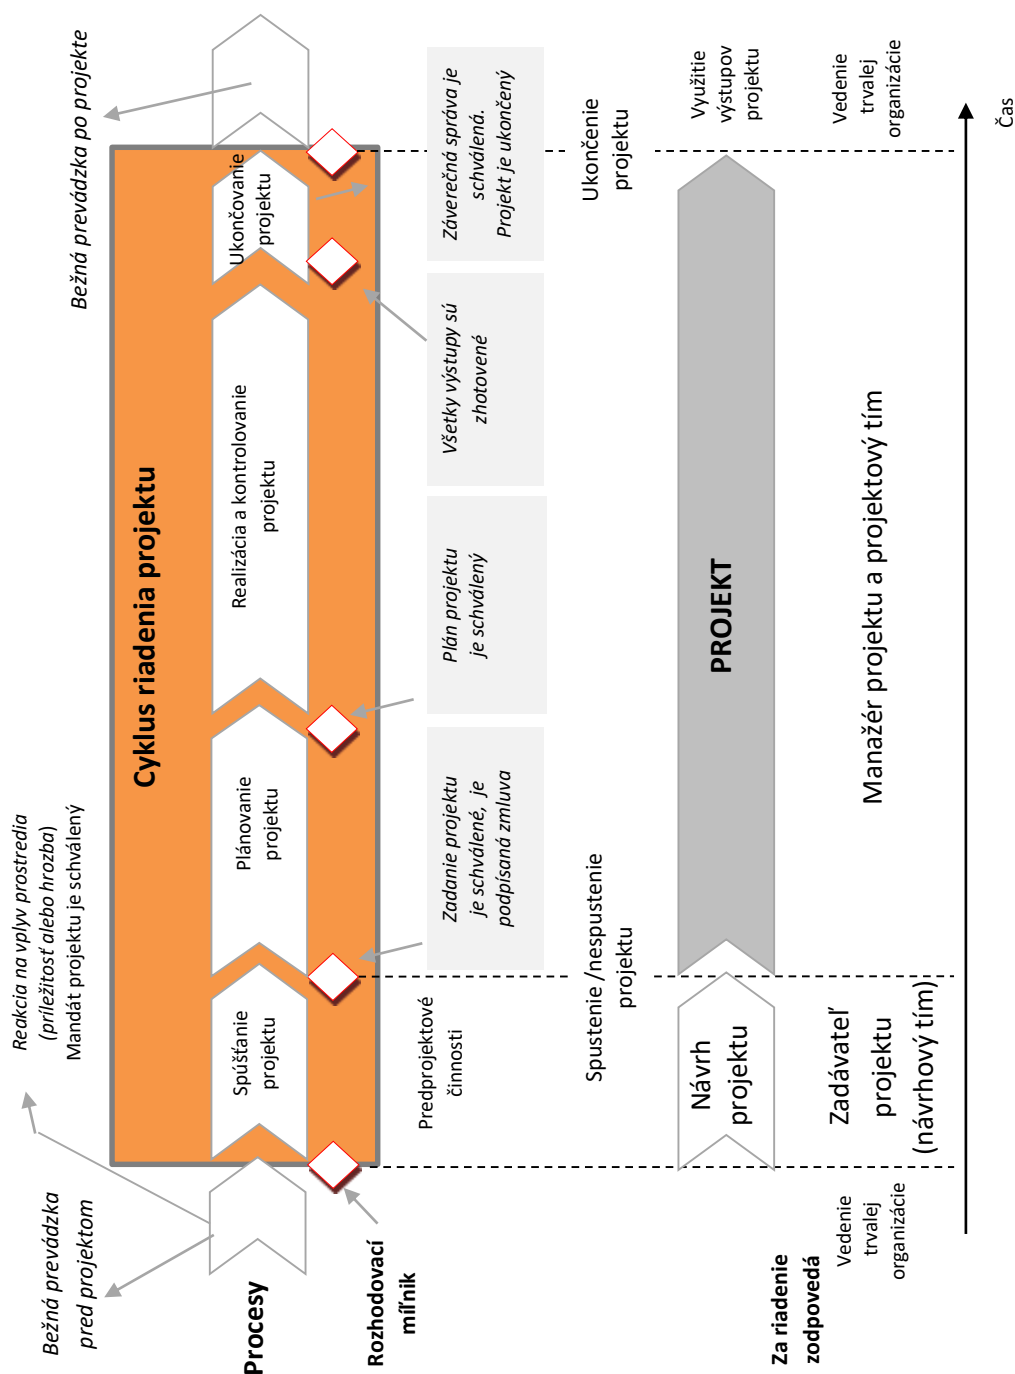 Bežná prevádzka
pred projektom
Reakcia na vplyv prostredia
(príležitosť alebo hrozba)
Mandát projektu je schválený
Bežná prevádzka po projekte
Cyklus riadenia projektu
Procesy
Spúšťanie
projektu
Plánovanie
projektu
Realizácia a kontrolovanie
projektu
Ukončovanie
projektu
Rozhodovací
míľnik
Predprojektové
činnosti
Zadanie projektu
je schválené, je
podpísaná zmluva
Plán projektu
je schválený
Všetky výstupy sú
zhotovené
Záverečná správa je
schválená.
Projekt je ukončený
Spustenie /nespustenie
projektu
Ukončenie
projektu
Návrh
projektu
PROJEKT
Využitie
výstupov
projektu
Za riadenie
zodpovedá
Vedenie
trvalej
organizácie
Zadávateľ
projektu
(návrhový tím)
Manažér projektu a projektový tím
Vedenie
trvalej
organizácie
Čas